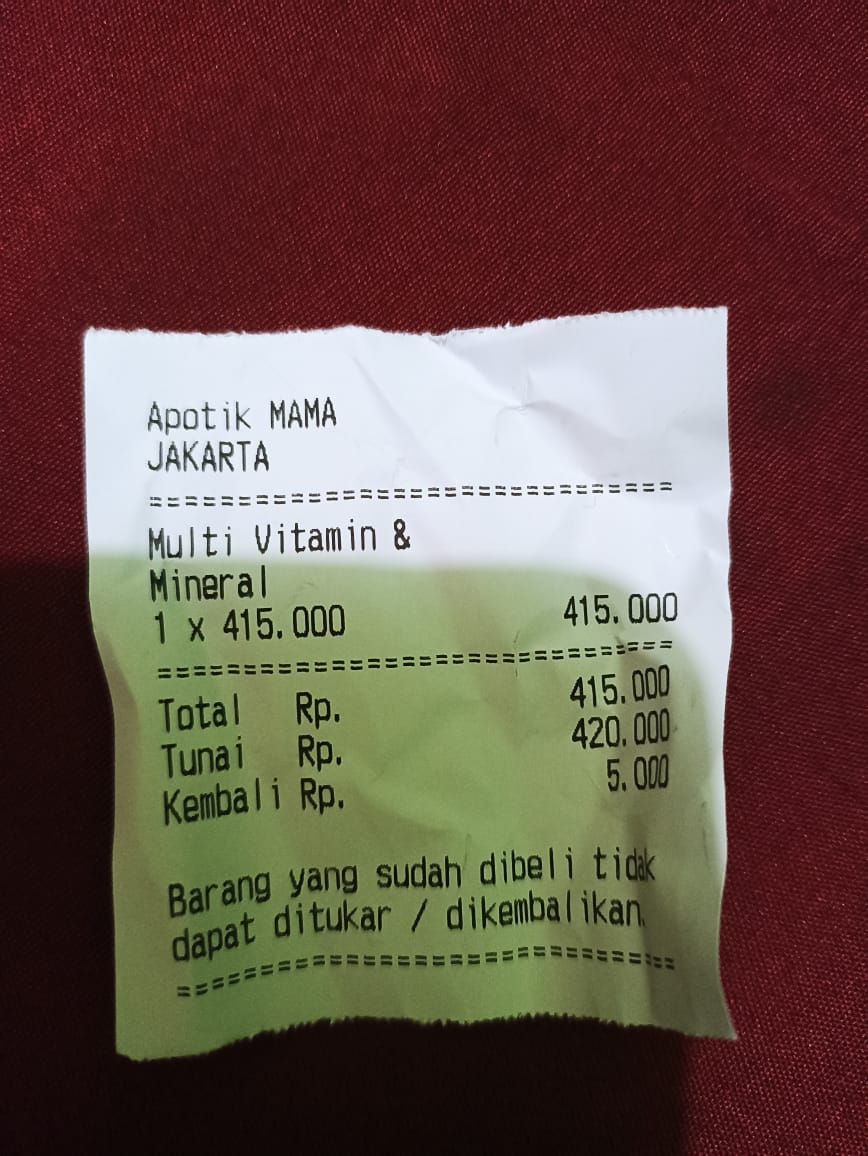 Apotik MAMA
JAKARTA
==============================
Multi Vitamin &
Mineral
1 x 415.000 415.000
==============================
Total Rp. 415.000
Tunai Rp. 420.000
Kembali Rp. 5.000
Barang yang sudah dibeli tidak
dapat ditukar / dikembalikan.
==============================